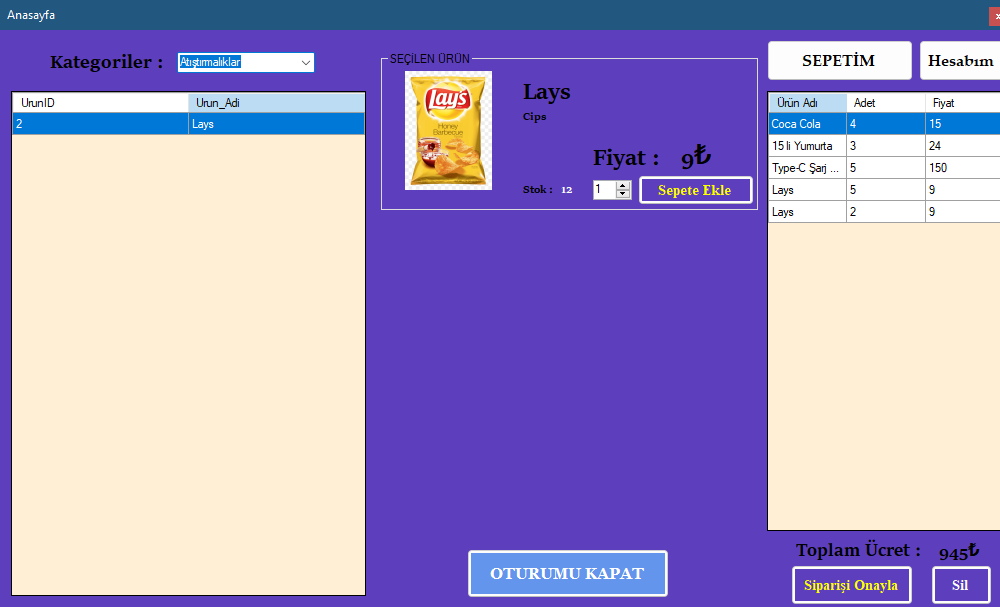 Anasayfa
x
Kategoriler :
Atıştırmalıklar
UrunID Urun_Adi
2 Lays
SEÇİLEN ÜRÜN
Lay's
Honey
Barbecue
Lays
Cips
Fiyat : 9₺
Stok : 12
1
Sepete Ekle
OTURUMU KAPAT
SEPETİM
Hesabım
Ürün Adı Adet Fiyat
Coca Cola 4 15
15 li Yumurta 3 24
Type-C Şarj ... 5 150
Lays 5 9
Lays 2 9
Toplam Ücret : 945₺
Siparişi Onayla
Sil